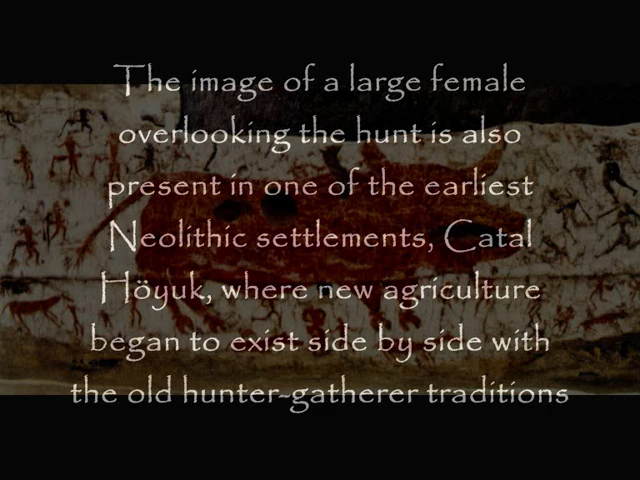 The image of a large female
overlooking the hunt is also
present in one of the earliest
Neolithic settlements, Catal
Höyuk, where new agriculture
began to exist side by side with
the old hunter-gatherer traditions